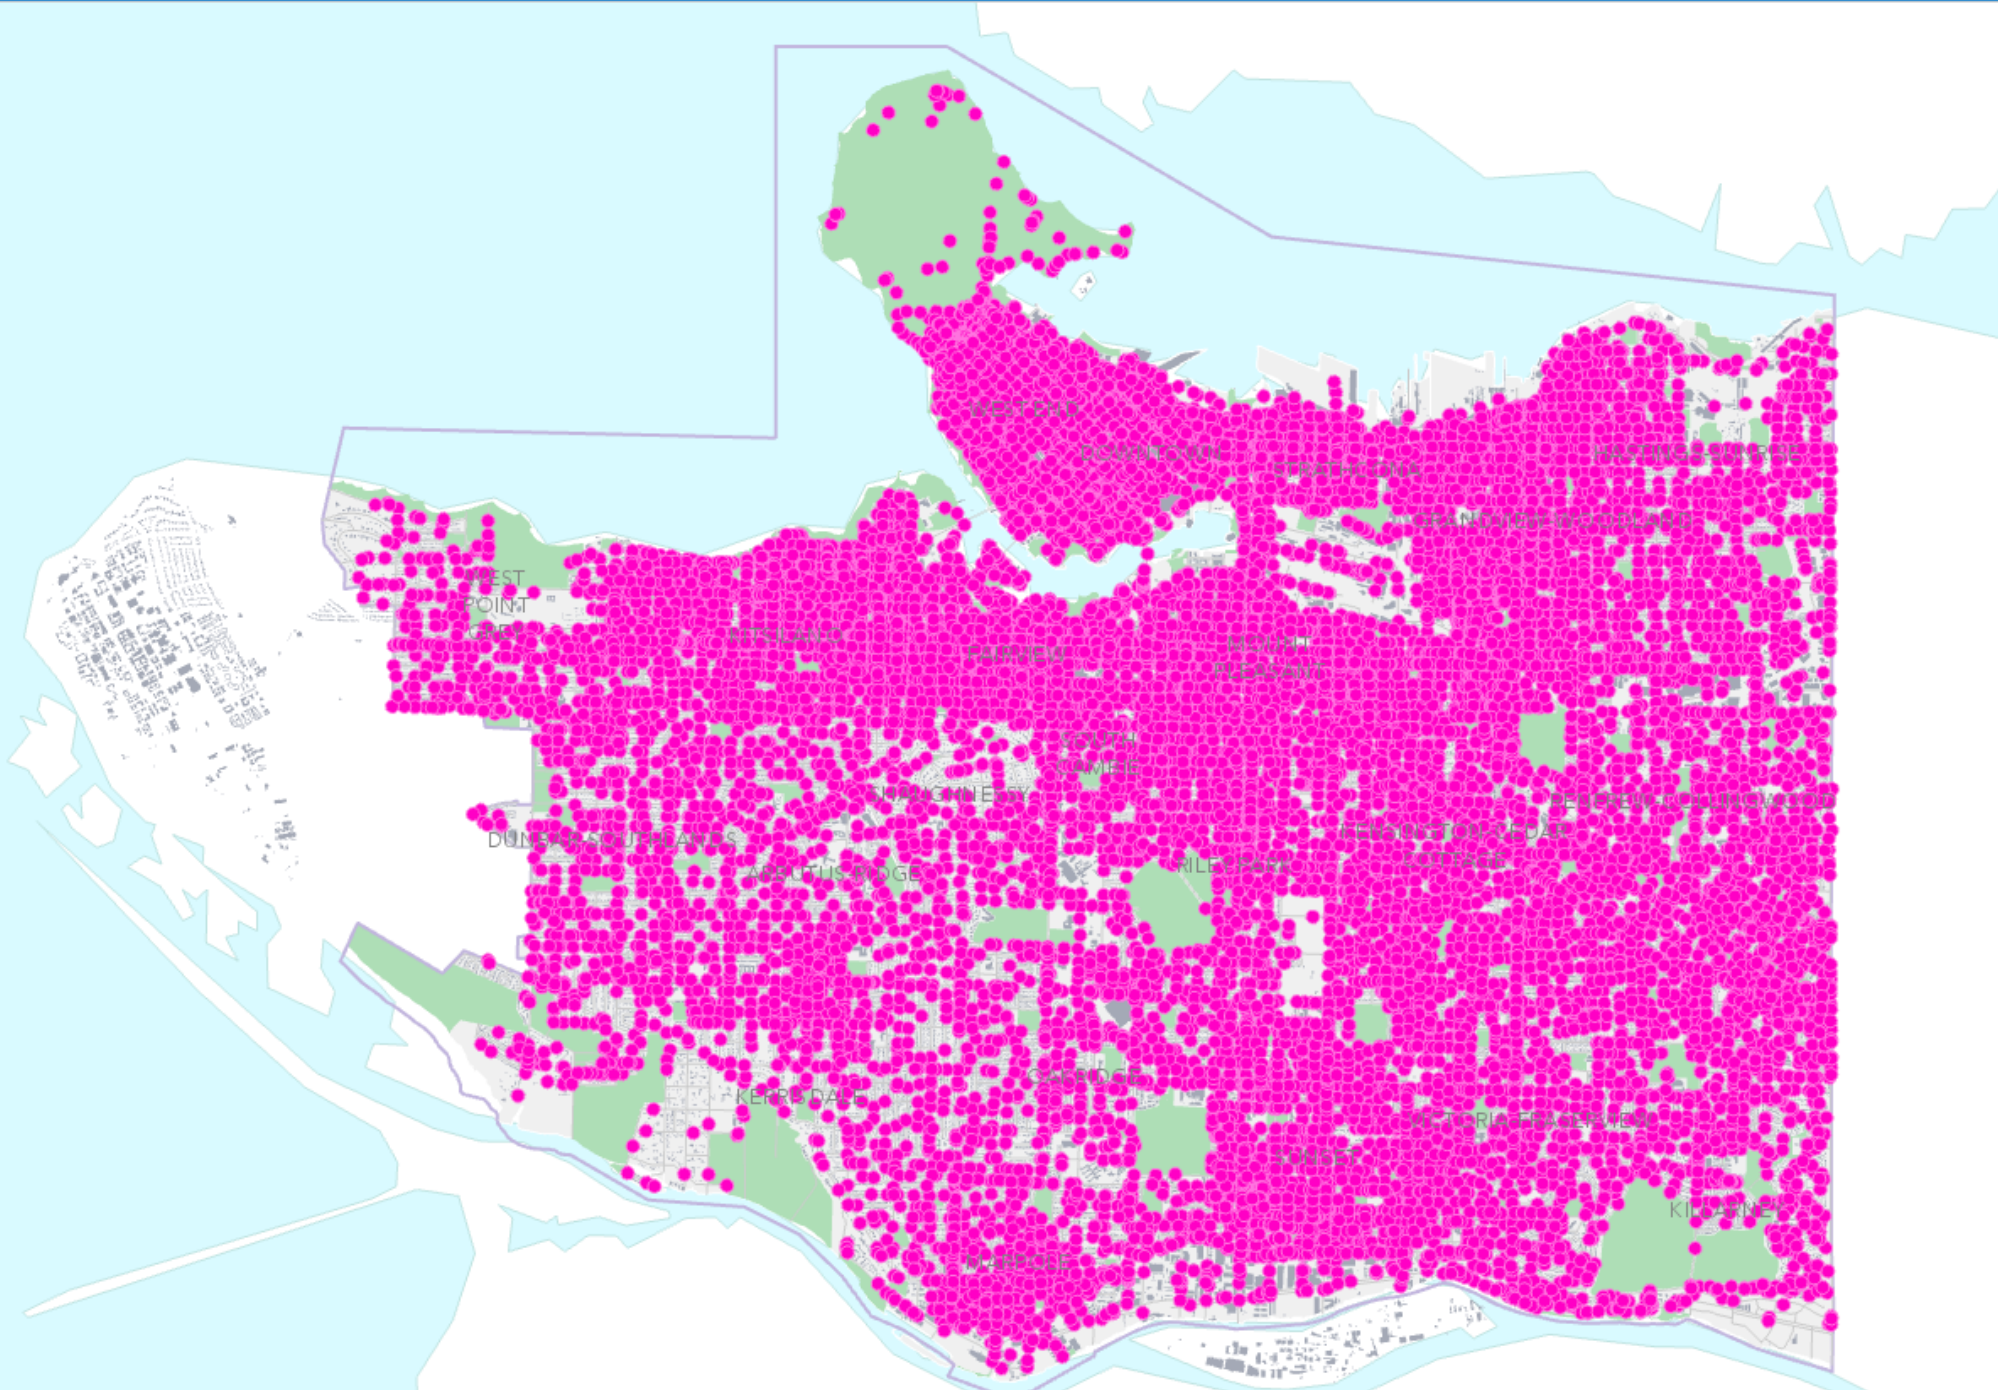 WEST END
DOWNTOWN
STRATHCONA
HASTINGS-SUNRISE
GRANDVIEW-WOODLAND
WEST
POINT
GREY
KITSILANO
FAIRVIEW
MOUNT
PLEASANT
SOUTH
CAMBIE
SHAUGHNESSY
RENFREW-COLLINGWOOD
KENSINGTON-CEDAR
COTTAGE
DUNBAR-SOUTHLANDS
ARBUTUS-RIDGE
RILEY PARK
OAKRIDGE
KERRISDALE
VICTORIA-FRASERVIEW
SUNSET
KILLARNEY
MARPOLE